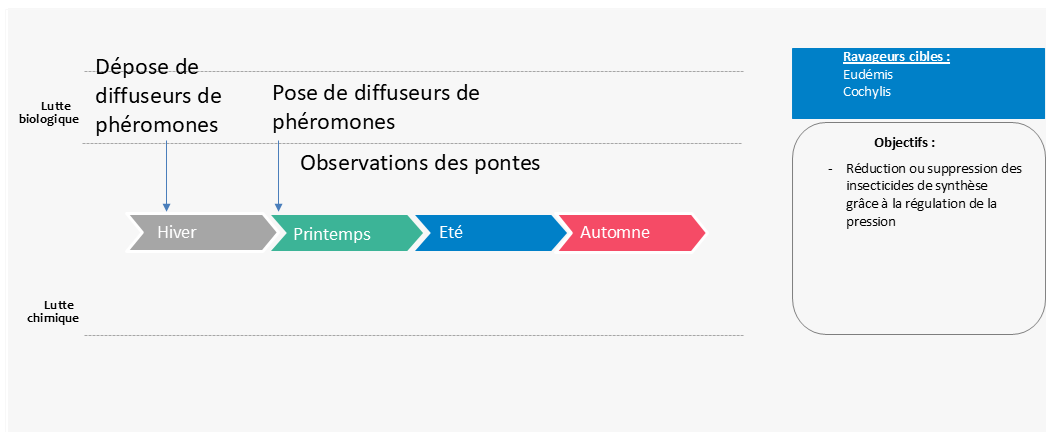 Dépose de
diffuseurs de
phéromones
Lutte
biologique
Pose de diffuseurs de
phéromones
Observations des pontes
Hiver
Printemps
Eté
Automne
Lutte
chimique
Ravageurs cibles :
Eudémis
Cochylis
Objectifs :
- Réduction ou suppression des
insecticides de synthèse
grâce à la régulation de la
pression